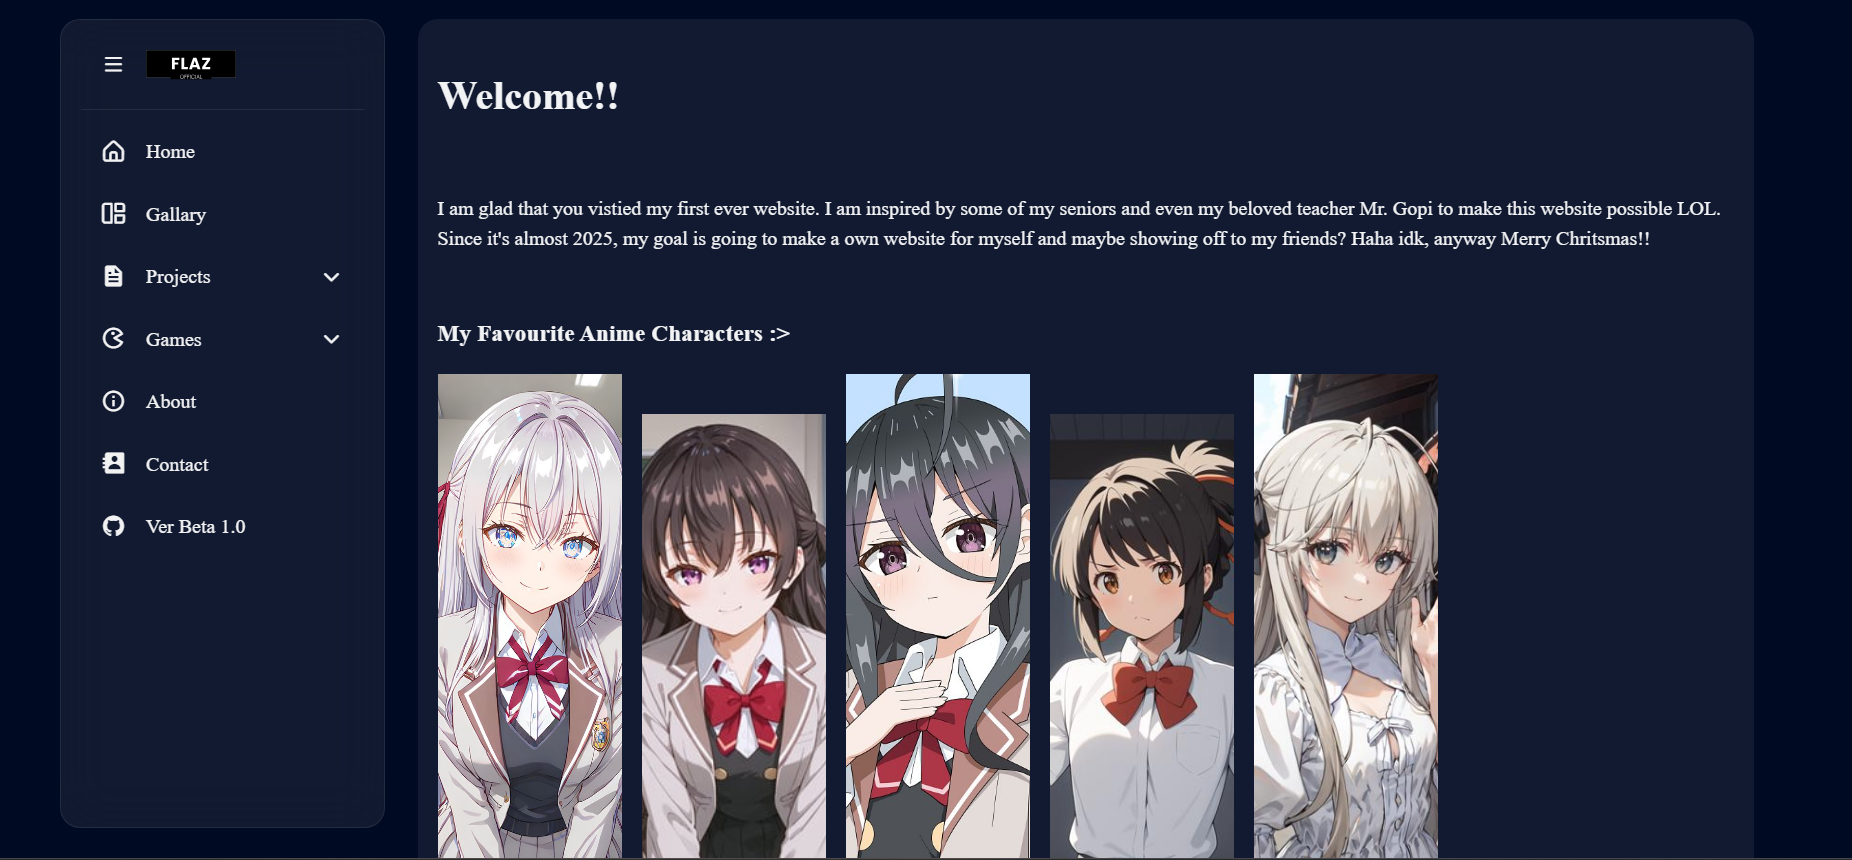 FLAZ
OFFICIAL
Home
Gallary
Projects
Games
About
Contact
Ver Beta 1.0
Welcome!!
I am glad that you vistied my first ever website. I am inspired by some of my seniors and even my beloved teacher Mr. Gopi to make this website possible LOL.
Since it's almost 2025, my goal is going to make a own website for myself and maybe showing off to my friends? Haha idk, anyway Merry Chritsmas!!
My Favourite Anime Characters :>